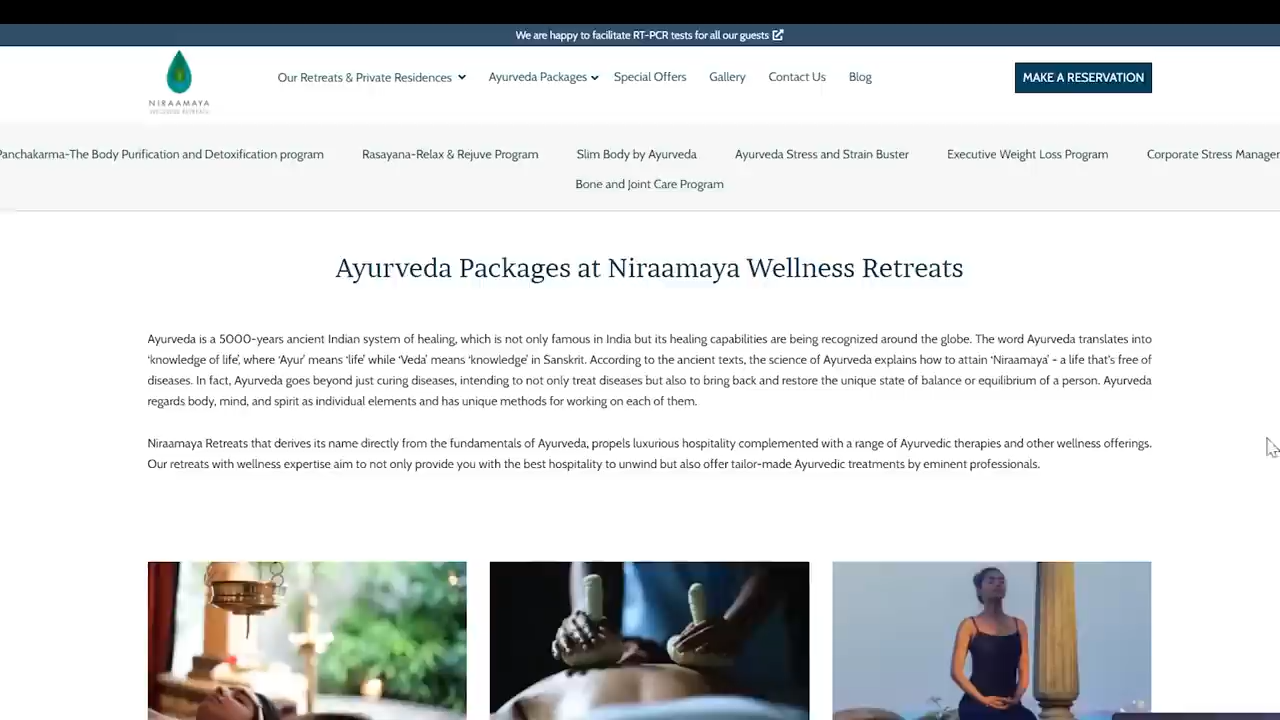 We are happy to facilitate RT-PCR tests for all our guests
NIRAAMAYA
WELLNESS RETREATS
Our Retreats & Private Residences
Ayurveda Packages
Special Offers
Gallery
Contact Us
Blog
MAKE A RESERVATION
Panchakarma-The Body Purification and Detoxification program
Rasayana-Relax & Rejuve Program
Slim Body by Ayurveda
Ayurveda Stress and Strain Buster
Executive Weight Loss Program
Corporate Stress Manager
Bone and Joint Care Program
Ayurveda Packages at Niraamaya Wellness Retreats
Ayurveda is a 5000-years ancient Indian system of healing, which is not only famous in India but its healing capabilities are being recognized around the globe. The word Ayurveda translates into
‘knowledge of life’, where ‘Ayur’ means ‘life’ while ‘Veda’ means ‘knowledge’ in Sanskrit. According to the ancient texts, the science of Ayurveda explains how to attain ‘Niraamaya’ - a life that’s free of
diseases. In fact, Ayurveda goes beyond just curing diseases, intending to not only treat diseases but also to bring back and restore the unique state of balance or equilibrium of a person. Ayurveda
regards body, mind, and spirit as individual elements and has unique methods for working on each of them.
Niraamaya Retreats that derives its name directly from the fundamentals of Ayurveda, propels luxurious hospitality complemented with a range of Ayurvedic therapies and other wellness offerings.
Our retreats with wellness expertise aim to not only provide you with the best hospitality to unwind but also offer tailor-made Ayurvedic treatments by eminent professionals.